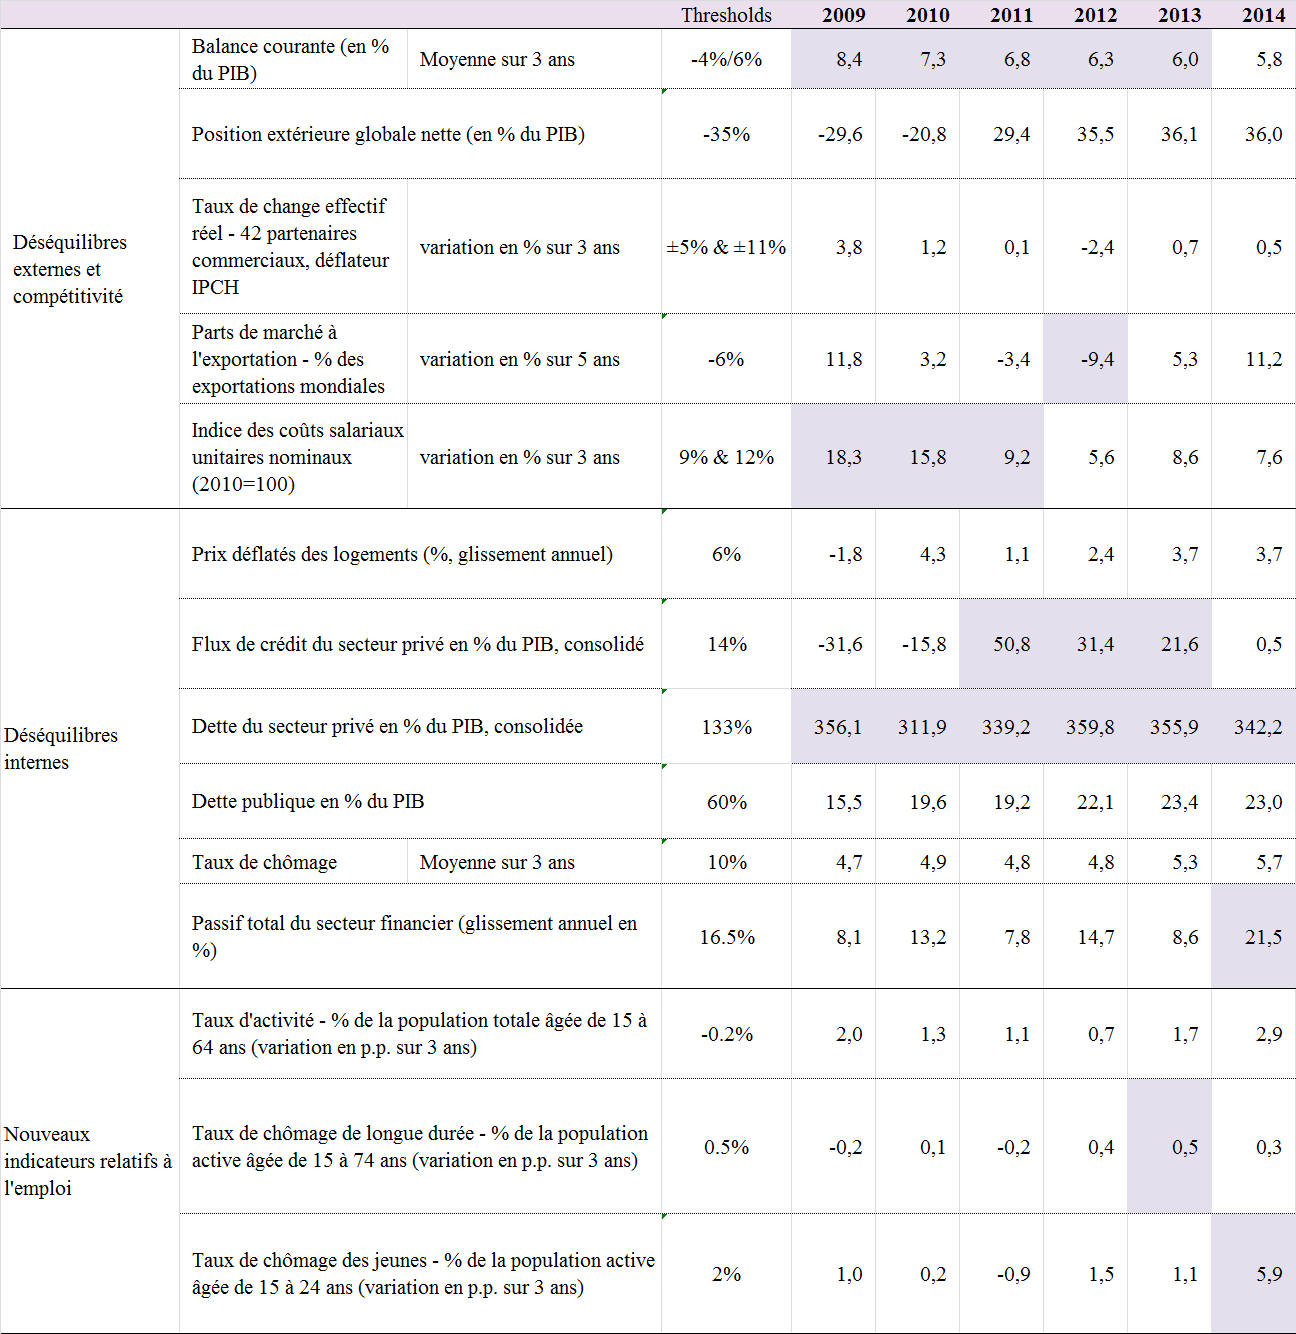 Thresholds 2009 2010 2011 2012 2013 2014
Déséquilibres
externes et
compétitivité
Balance courante (en %
du PIB)
Moyenne sur 3 ans
-4%/6% 8,4 7,3 6,8 6,3 6,0 5,8
Position extérieure globale nette (en % du PIB)
-35% -29,6 -20,8 29,4 35,5 36,1 36,0
Taux de change effectif
réel - 42 partenaires
commerciaux, déflateur
IPCH
variation en % sur 3 ans
±5% & ±11% 3,8 1,2 0,1 -2,4 0,7 0,5
Parts de marché à
l'exportation - % des
exportations mondiales
variation en % sur 5 ans
-6% 11,8 3,2 -3,4 -9,4 5,3 11,2
Indice des coûts salariaux
unitaires nominaux
(2010=100)
variation en % sur 3 ans
9% & 12% 18,3 15,8 9,2 5,6 8,6 7,6
Déséquilibres
internes
Prix déflatés des logements (%, glissement annuel)
6% -1,8 4,3 1,1 2,4 3,7 3,7
Flux de crédit du secteur privé en % du PIB, consolidé
14% -31,6 -15,8 50,8 31,4 21,6 0,5
Dette du secteur privé en % du PIB, consolidée
133% 356,1 311,9 339,2 359,8 355,9 342,2
Dette publique en % du PIB
60% 15,5 19,6 19,2 22,1 23,4 23,0
Taux de chômage
Moyenne sur 3 ans
10% 4,7 4,9 4,8 4,8 5,3 5,7
Passif total du secteur financier (glissement annuel en
%)
16.5% 8,1 13,2 7,8 14,7 8,6 21,5
Nouveaux
indicateurs relatifs à
l'emploi
Taux d'activité - % de la population totale âgée de 15 à
64 ans (variation en p.p. sur 3 ans)
-0.2% 2,0 1,3 1,1 0,7 1,7 2,9
Taux de chômage de longue durée - % de la population
active âgée de 15 à 74 ans (variation en p.p. sur 3 ans)
0.5% -0,2 0,1 -0,2 0,4 0,5 0,3
Taux de chômage des jeunes - % de la population active
âgée de 15 à 24 ans (variation en p.p. sur 3 ans)
2% 1,0 0,2 -0,9 1,5 1,1 5,9